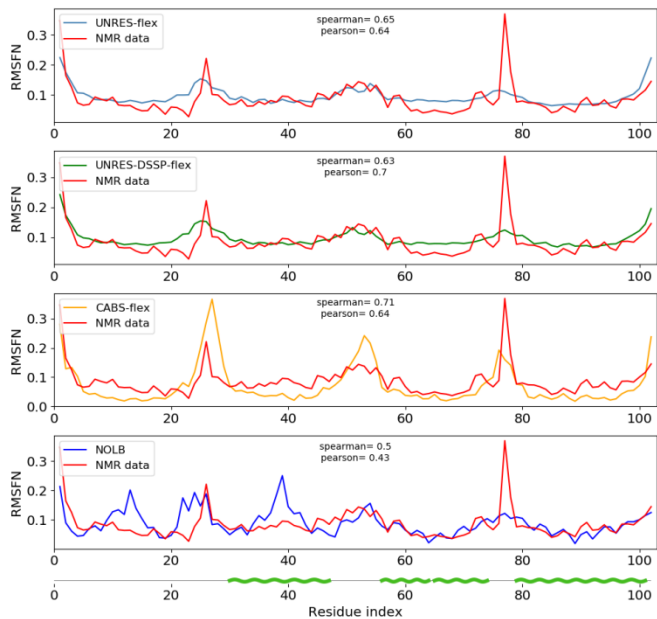 UNRES-flex
NMR data
spearman= 0.65
pearson= 0.64
RMSFN
0.3
0.2
0.1
0 20 40 60 80 100
UNRES-DSSP-flex
NMR data
spearman= 0.63
pearson= 0.7
RMSFN
0.3
0.2
0.1
0 20 40 60 80 100
CABS-flex
NMR data
spearman= 0.71
pearson= 0.64
RMSFN
0.3
0.2
0.1
0.0
0 20 40 60 80 100
NOLB
NMR data
spearman= 0.5
pearson= 0.43
RMSFN
0.3
0.2
0.1
0 20 40 60 80 100
0 20 40 60 80 100
Residue index